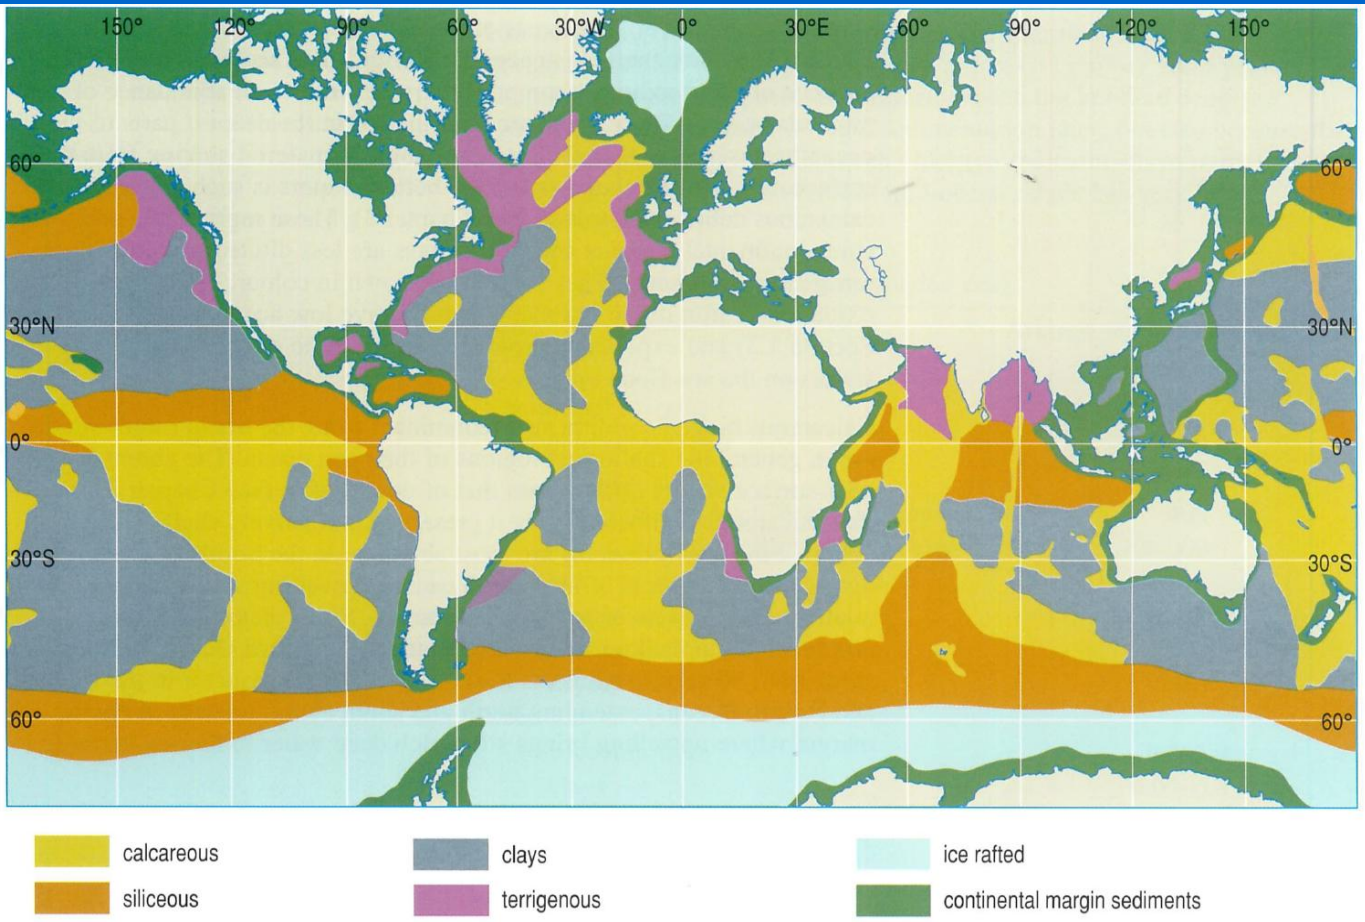 150° 120° 90° 60° 30°W 0° 30°E 60° 90° 120° 150°
60° 60°
30°N 30°N
0° 0°
30°S 30°S
60° 60°
calcareous clays ice rafted
siliceous terrigenous continental margin sediments